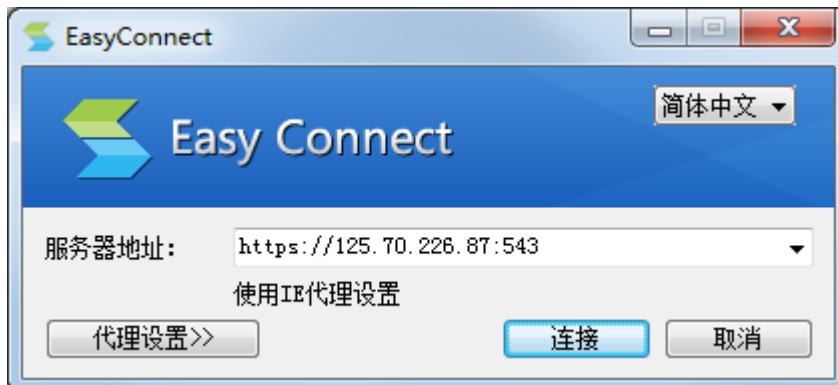 EasyConnect
简体中文
Easy Connect
服务器地址：
https://125.70.226.87:543
使用IE代理设置
代理设置>>
连接
取消